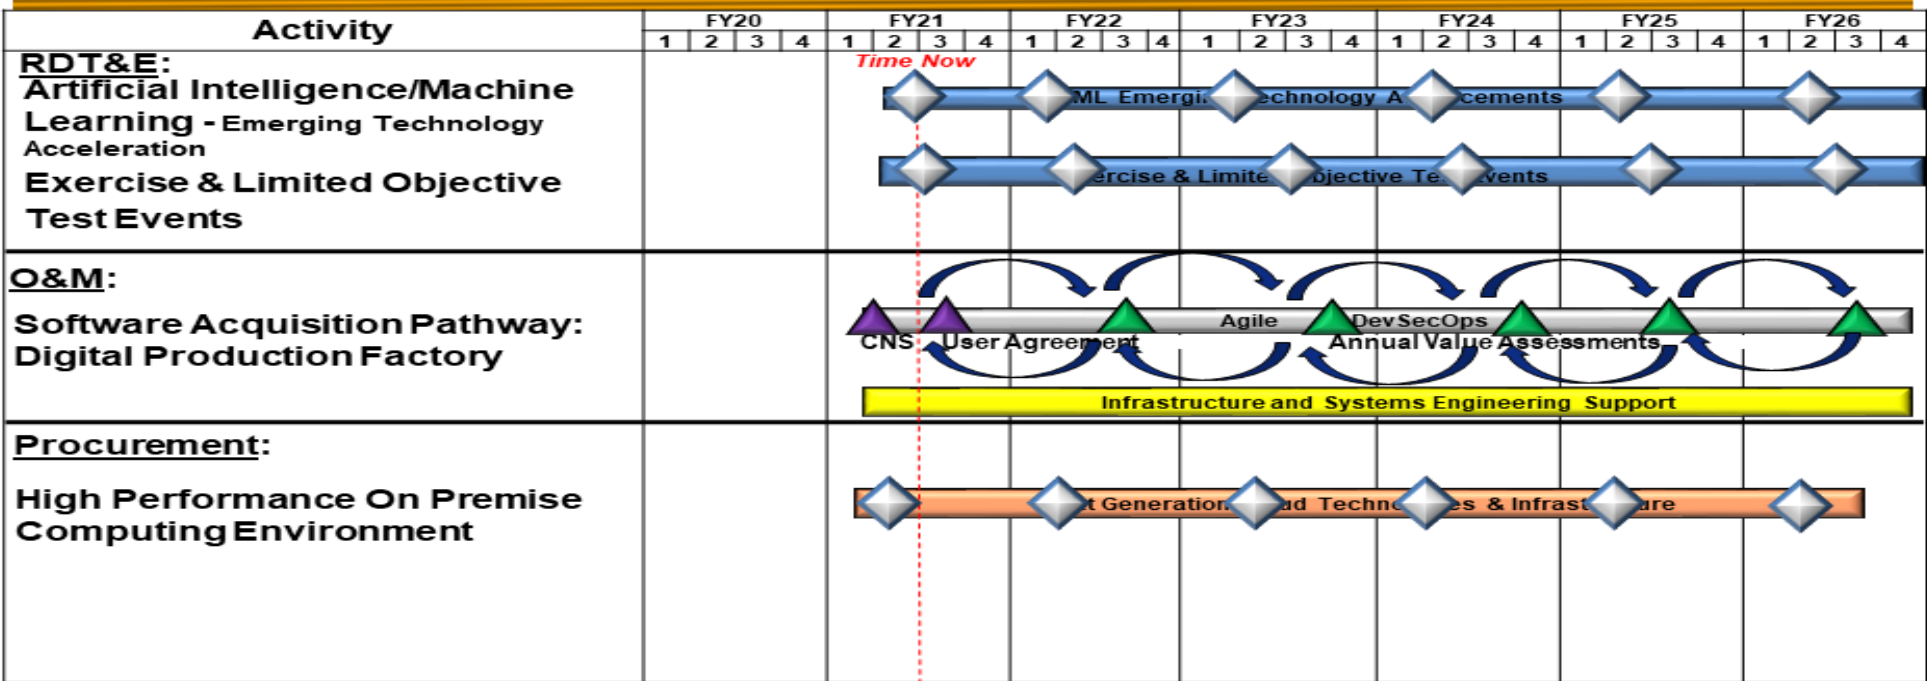 Activity
FY20 FY21 FY22 FY23 FY24 FY25 FY26
1 2 3 4 1 2 3 4 1 2 3 4 1 2 3 4 1 2 3 4 1 2 3 4 1 2 3 4
Time Now
RDT&E:
Artificial Intelligence/Machine
Learning - Emerging Technology
Acceleration
ML Emergi echnology A cements
Exercise & Limited Objective
Test Events
ercise & Limite bjective Te vents
O&M:
Software Acquisition Pathway:
Digital Production Factory
Agile DevSecOps
CNS User Agreement Annual Value Assessments
Infrastructure and Systems Engineering Support
Procurement:
High Performance On Premise
Computing Environment
t Generation ud Techno es & Infrast ure